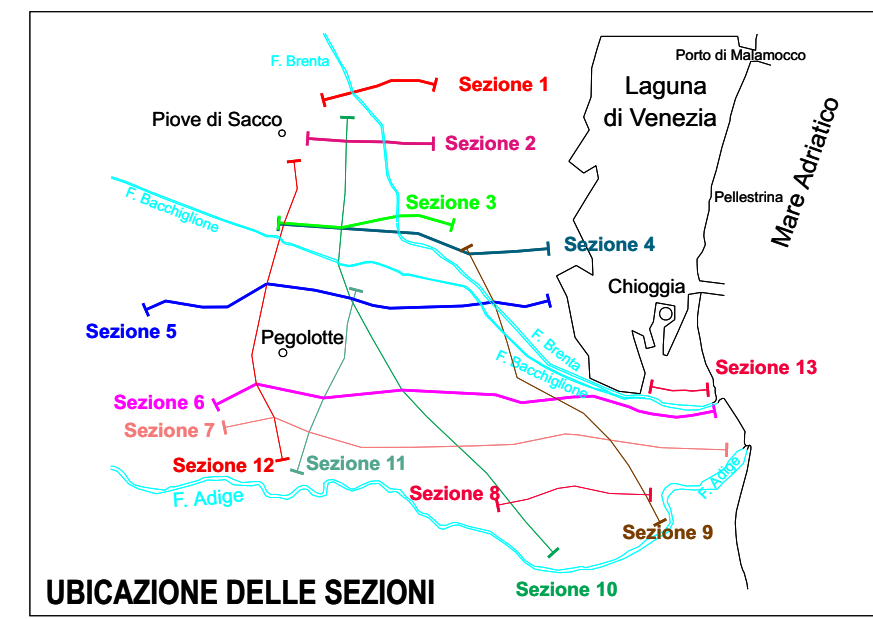 Porto di Malamocco
F. Brenta
Sezione 1
Laguna
di Venezia
Piove di Sacco
Sezione 2
Mare Adriatico
F. Bacchiglione
Pellestrina
Sezione 3
Sezione 4
Chioggia
Sezione 5
Pegolotte
F. Brenta
F. Bacchiglione
Sezione 13
Sezione 6
Sezione 7
Sezione 12
Sezione 11
F. Adige
F. Adige
Sezione 8
Sezione 9
Sezione 10
UBICAZIONE DELLE SEZIONI